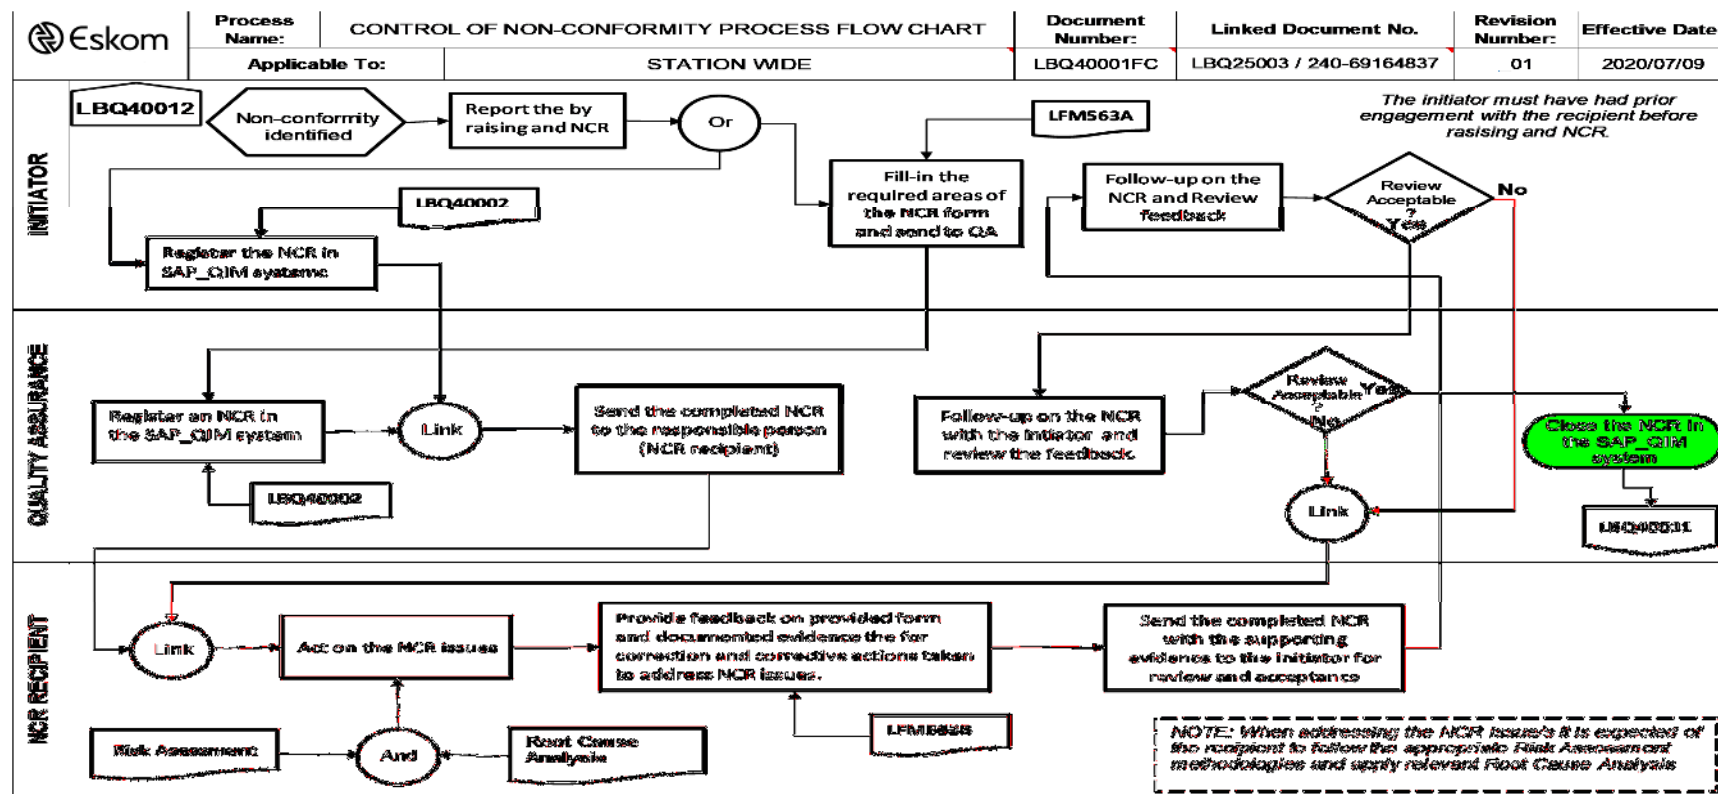 Eskom
Process
Name:
CONTROL OF NON-CONFORMITY PROCESS FLOW CHART
Document
Number:
Linked Document No.
Revision
Number:
Effective Date
Applicable To:
STATION WIDE
LBQ40001FC
LBQ25003 / 240-69164837
01
2020/07/09
INITIATOR
LBQ40012
Non-conformity
identified
Report the by
raising and NCR
Or
LFM563A
The initiator must have had prior
engagement with the recipient before
rasising and NCR.
Fill-in the
required areas of
the NCR form
and send to QA
Follow-up on the
NCR and Review
feedback
Review
Acceptable
?
Yes
No
LBQ40002
Register the NCR in
SAP_QIM systems
QUALITY ASSURANCE
Register an NCR in
the SAP_QIM system
Link
Send the completed NCR
to the responsible person
(NCR recipient)
LBQ40002
Follow-up on the NCR
with the initiator and
review the feedback
Review
Acceptable
?
Yes
No
Link
Close the NCR in
the SAP_QIM
system
NCR RECIPIENT
Link
Act on the NCR issues
Provide feedback on provided form
and documented evidence the for
correction and corrective actions taken
to address NCR issues.
Send the completed NCR
with the supporting
evidence to the initiator for
review and acceptance
Risk Assessment
And
Root Cause
Analysis
NOTE: When addressing the NCR issue/s it is expected of
the recipient to follow the appropriate Risk Assessment
methodologies and apply relevant Root Cause Analysis